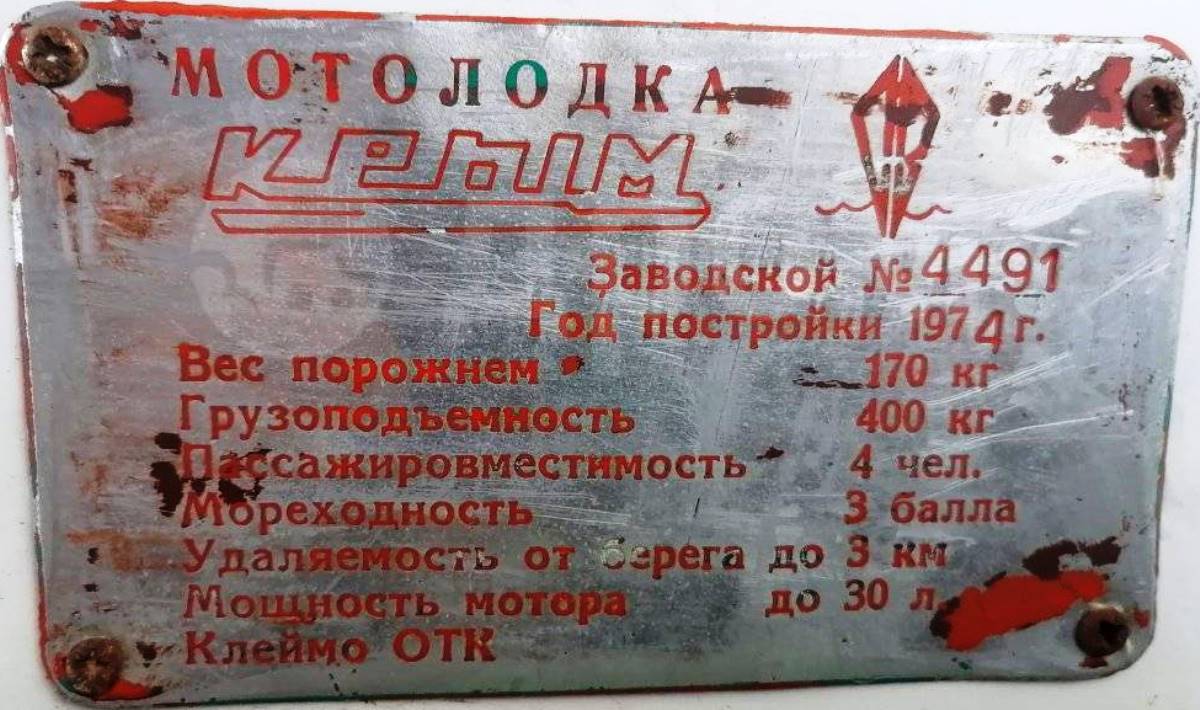 МОТОЛОДКА
КРЫМ
Заводской № 4491
Год постройки 1974 г.
Вес порожнем 170 кг
Грузоподъемность 400 кг
Пассажировместимость 4 чел.
Мореходность 3 балла
Удаляемость от берега до 3 км
Мощность мотора до 30 л.
Клеймо ОТК